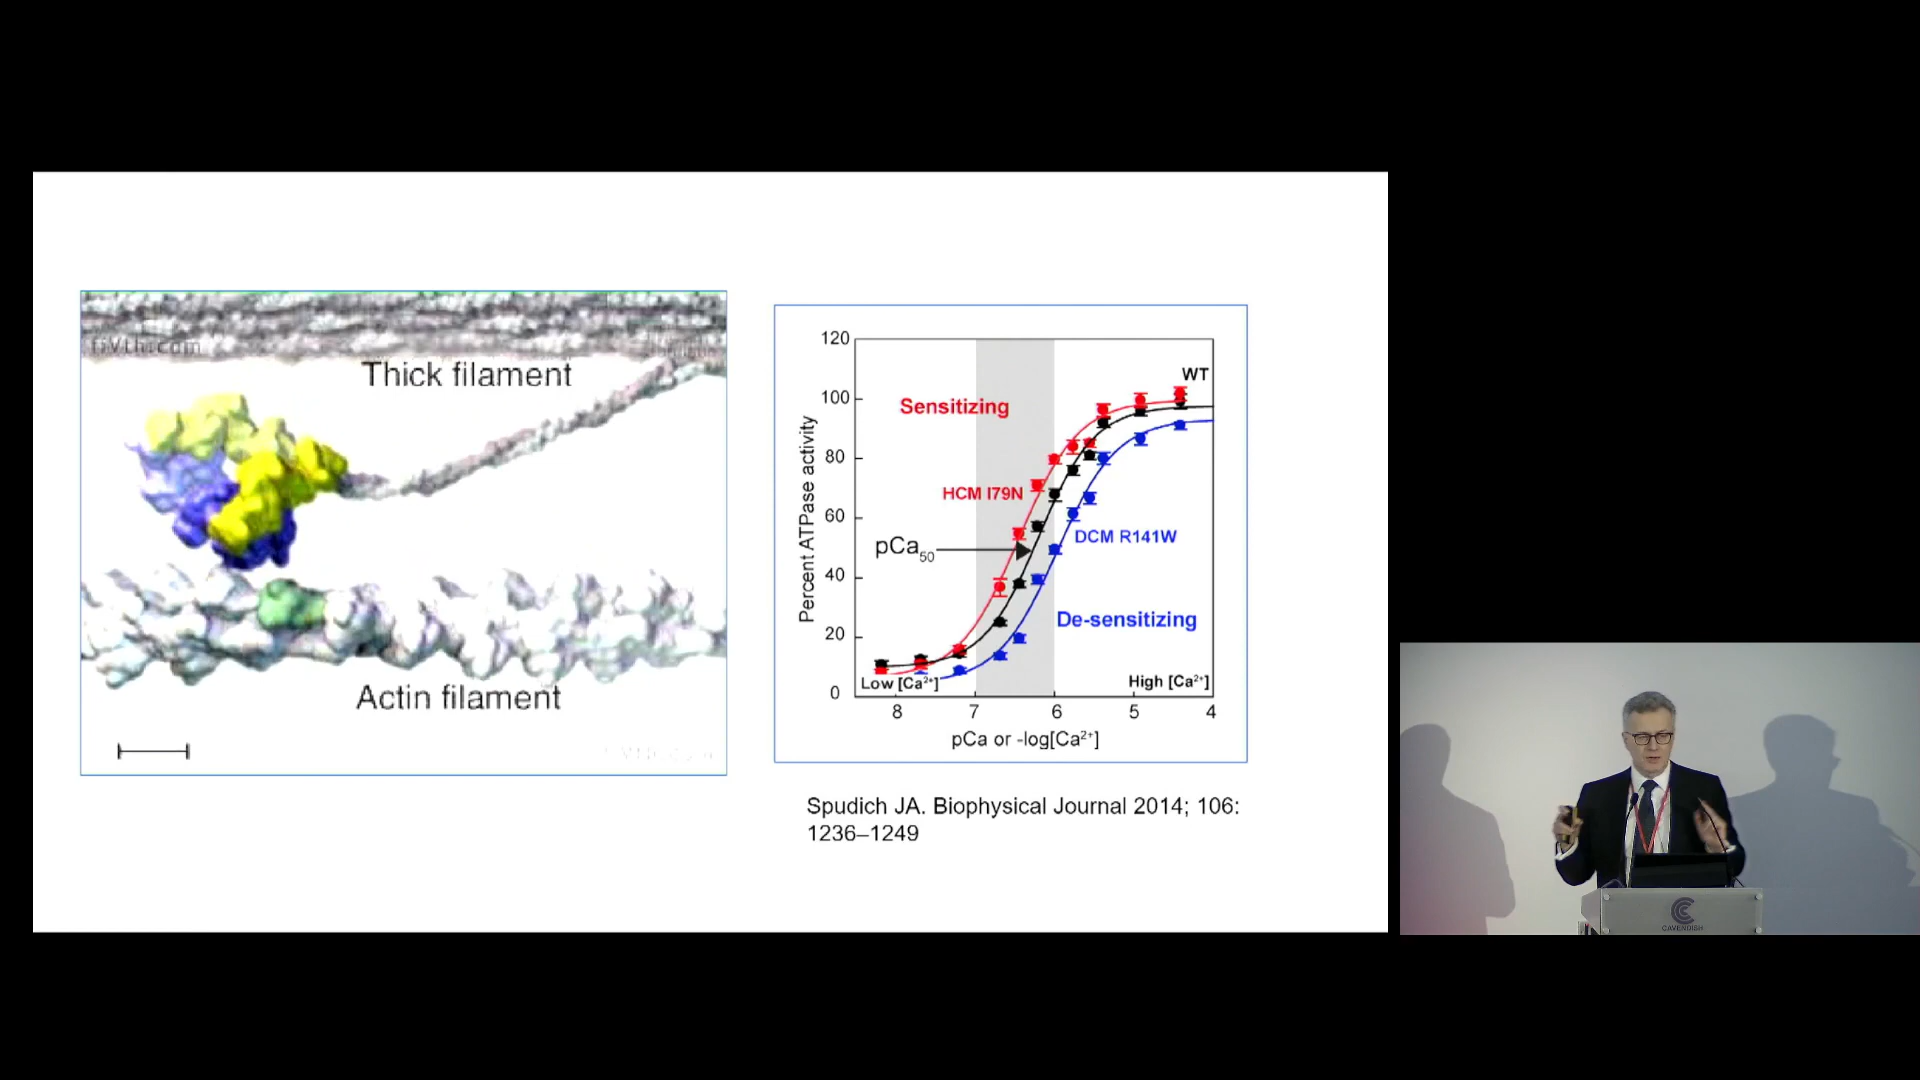 Thick filament
Actin filament
120
100
80
60
40
20
0
Percent ATPase activity
WT
Sensitizing
HCM I79N
pCa50
DCM R141W
De-sensitizing
Low [Ca²⁺]
High [Ca²⁺]
8 7 6 5 4
pCa or -log[Ca²⁺]
Spudich JA. Biophysical Journal 2014; 106:
1236–1249
CAVENDISH